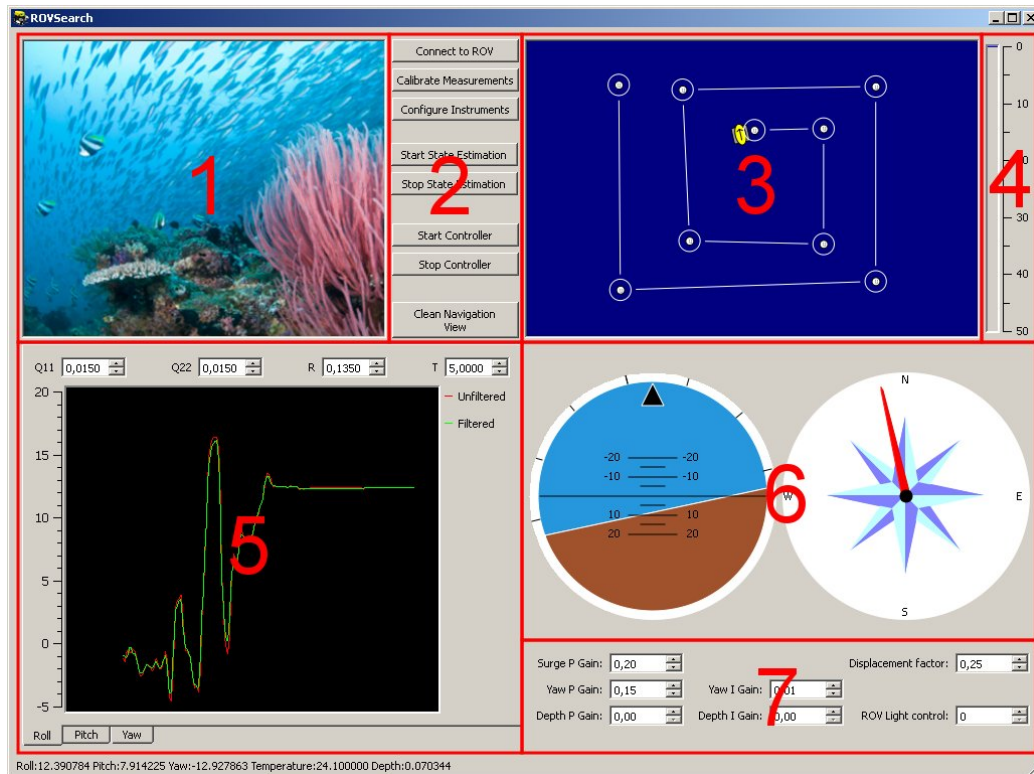 ROVSearch
1
Connect to ROV
Calibrate Measurements
Configure Instruments
Start State Estimation
Stop State Estimation
Start Controller
Stop Controller
Clean Navigation
View
2
3
0
10
20
30
40
50
4
Q11 0,0150 Q22 0,0150 R 0,1350 T 5,0000
20
15
10
5
0
-5
Unfiltered
Filtered
5
Roll Pitch Yaw
-20 -20
-10 -10
10 10
20 20
N
W E
S
6
Surge P Gain: 0,20 Displacement factor: 0,25
Yaw P Gain: 0,15 Yaw I Gain: 0,01
Depth P Gain: 0,00 Depth I Gain: 0,00 ROV Light control: 0
7
Roll:12.390784 Pitch:7.914225 Yaw:-12.927863 Temperature:24.100000 Depth:0.070344